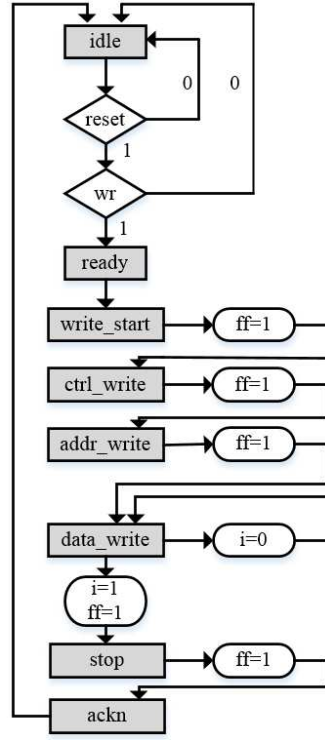 idle
0
0
reset
1
wr
1
ready
write_start
ff=1
ctrl_write
ff=1
addr_write
ff=1
data_write
i=0
i=1
ff=1
stop
ff=1
ackn